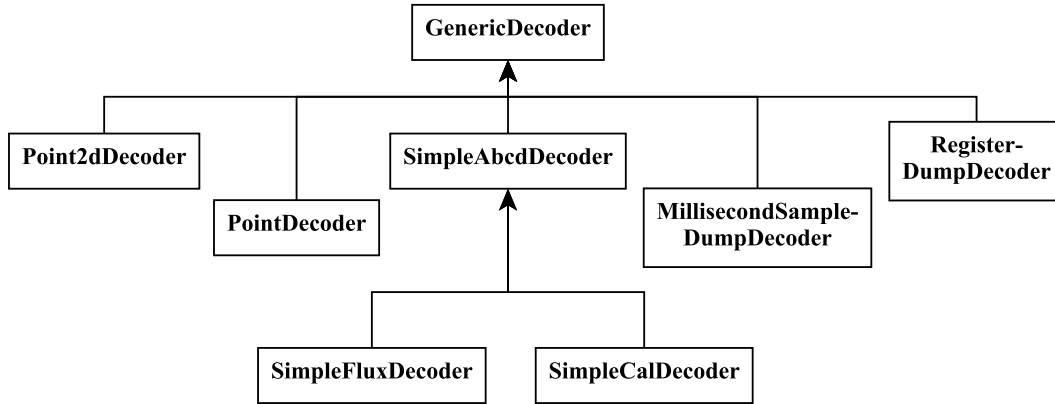 GenericDecoder
Point2dDecoder
SimpleAbcdDecoder
Register-
DumpDecoder
PointDecoder
MillisecondSample-
DumpDecoder
SimpleFluxDecoder
SimpleCalDecoder